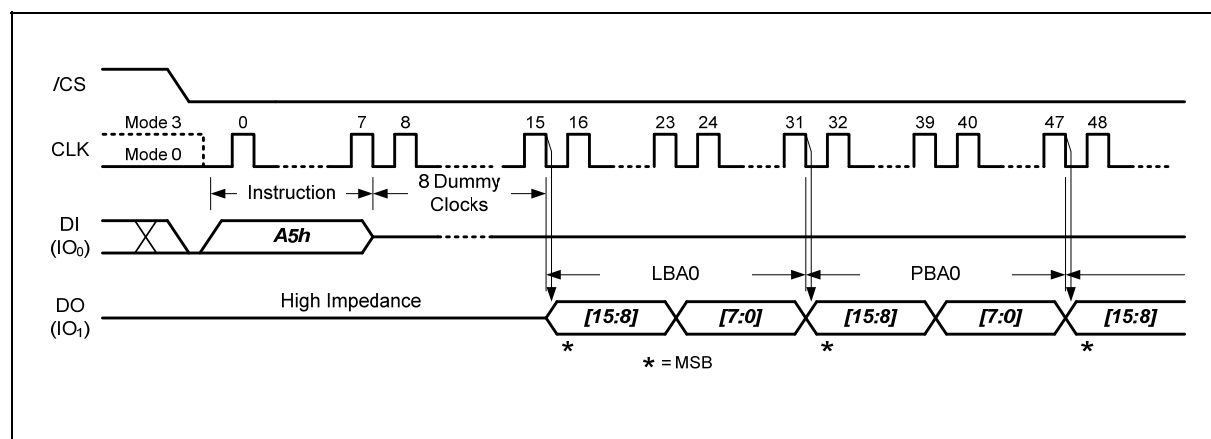 /CS
CLK
Mode 3
Mode 0
0 7 8 15 16 23 24 31 32 39 40 47 48
Instruction
8 Dummy
Clocks
DI
(IO₀)
A5h
LBA0 PBA0
DO
(IO₁)
High Impedance
[15:8] [7:0] [15:8] [7:0] [15:8]
* * *
* = MSB